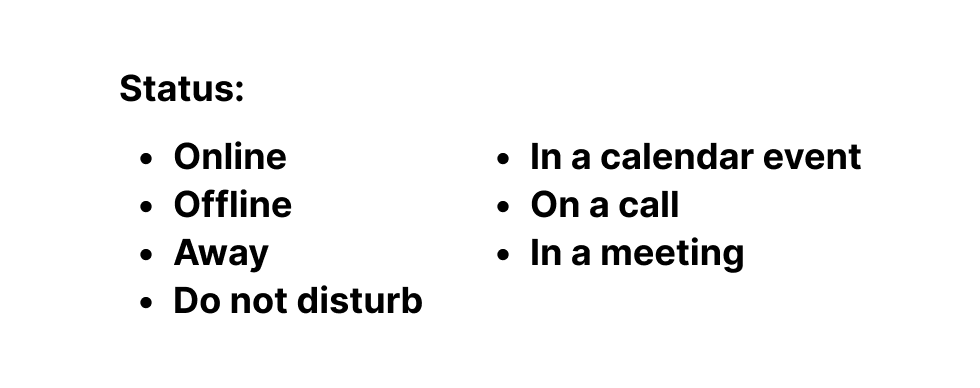 Status:
• Online
• Offline
• Away
• Do not disturb
• In a calendar event
• On a call
• In a meeting